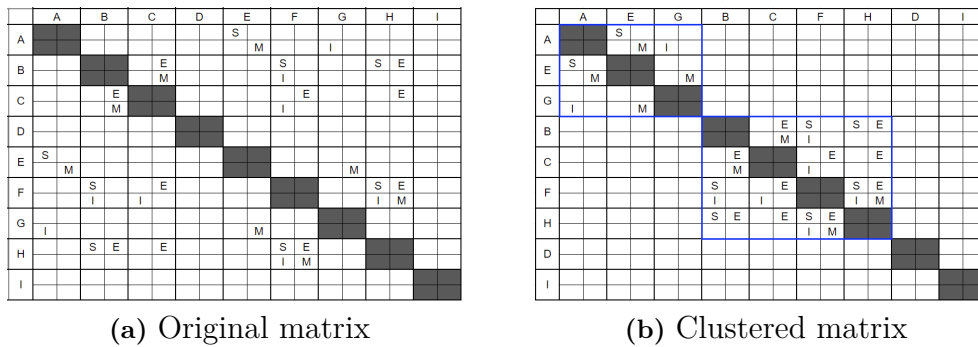 A B C D E F G H I
A S
M I
B E S S E
M I
C E E E
M I
D
E S
M M
F S E S E
I I I M
G
I M
H S E E S E
I M
I
(a) Original matrix
A E G B C F H D I
A S
M I
E S
M M
G
I M
B E S S E
M I
C E E E
M I
F S E S E
I I I M
H S E E S E
I M
D
I
(b) Clustered matrix